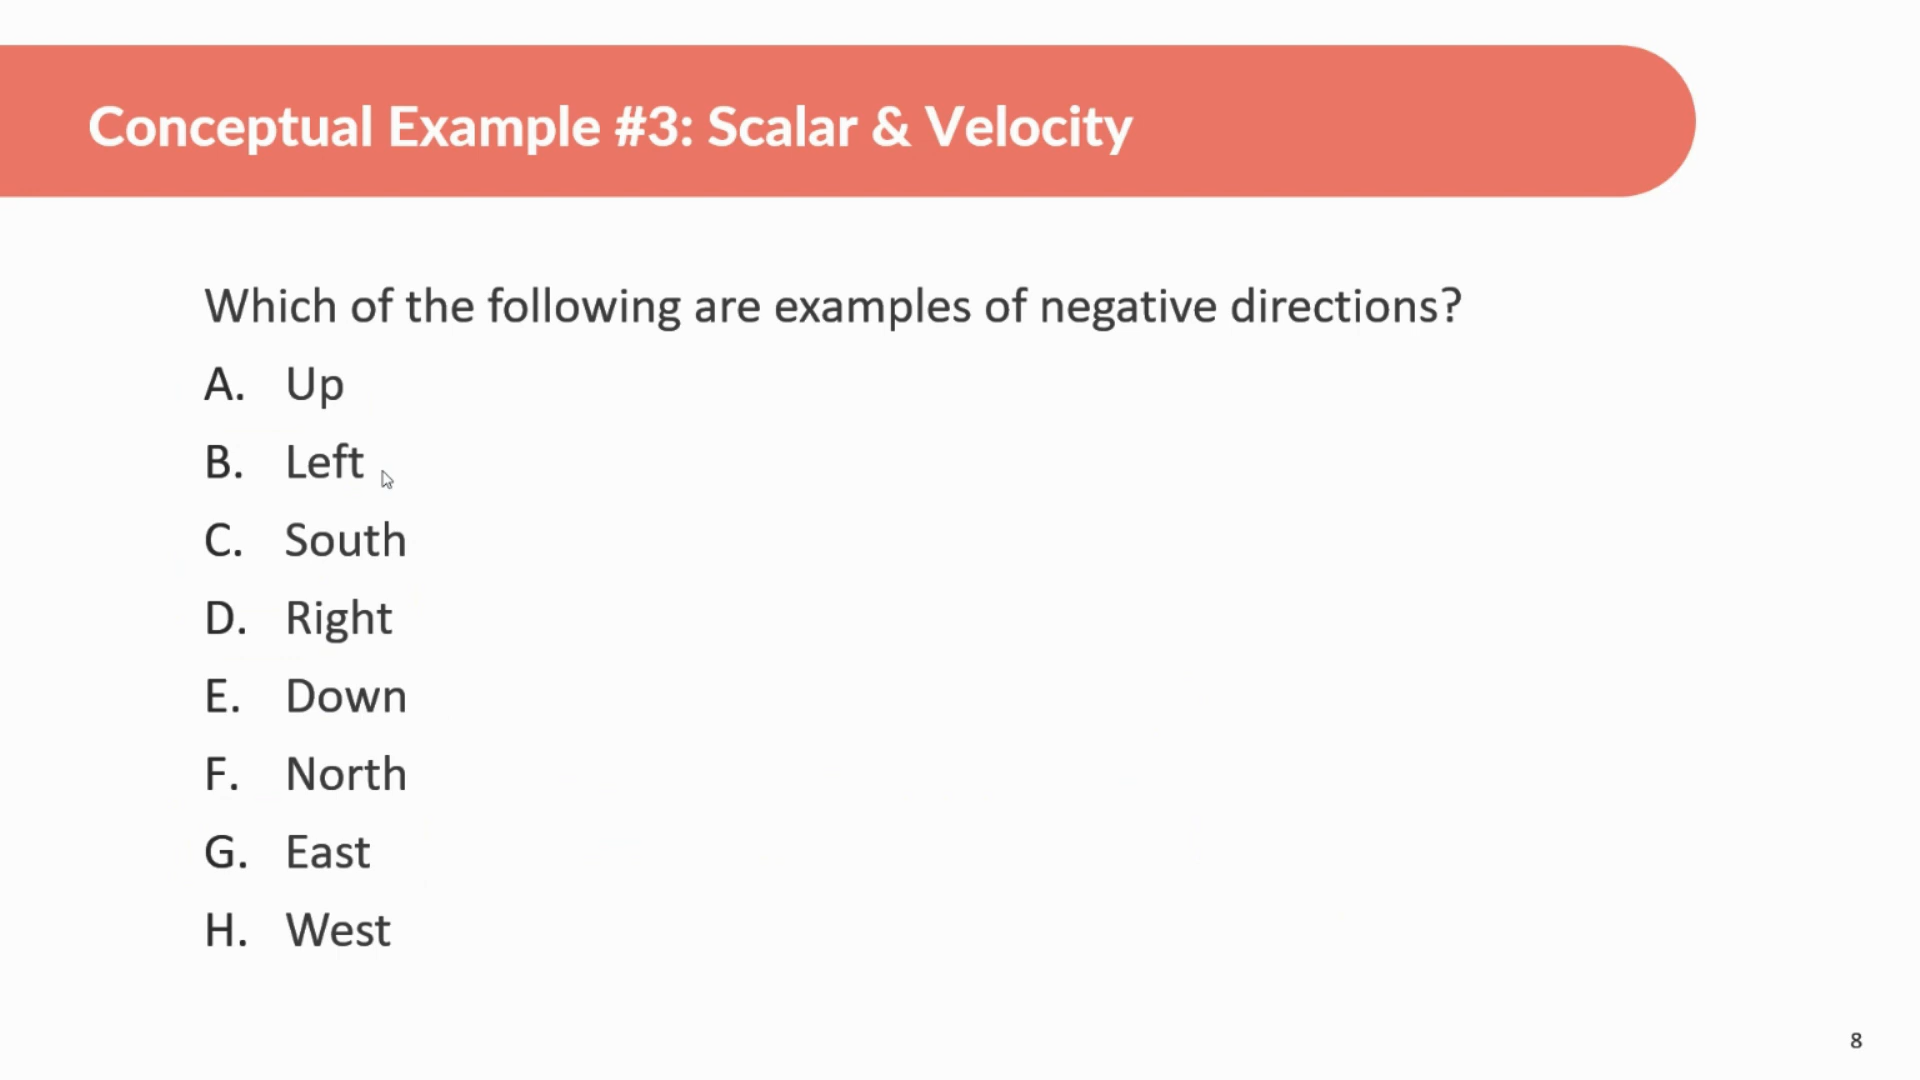 Conceptual Example #3: Scalar & Velocity
Which of the following are examples of negative directions?
A. Up
B. Left
C. South
D. Right
E. Down
F. North
G. East
H. West
8